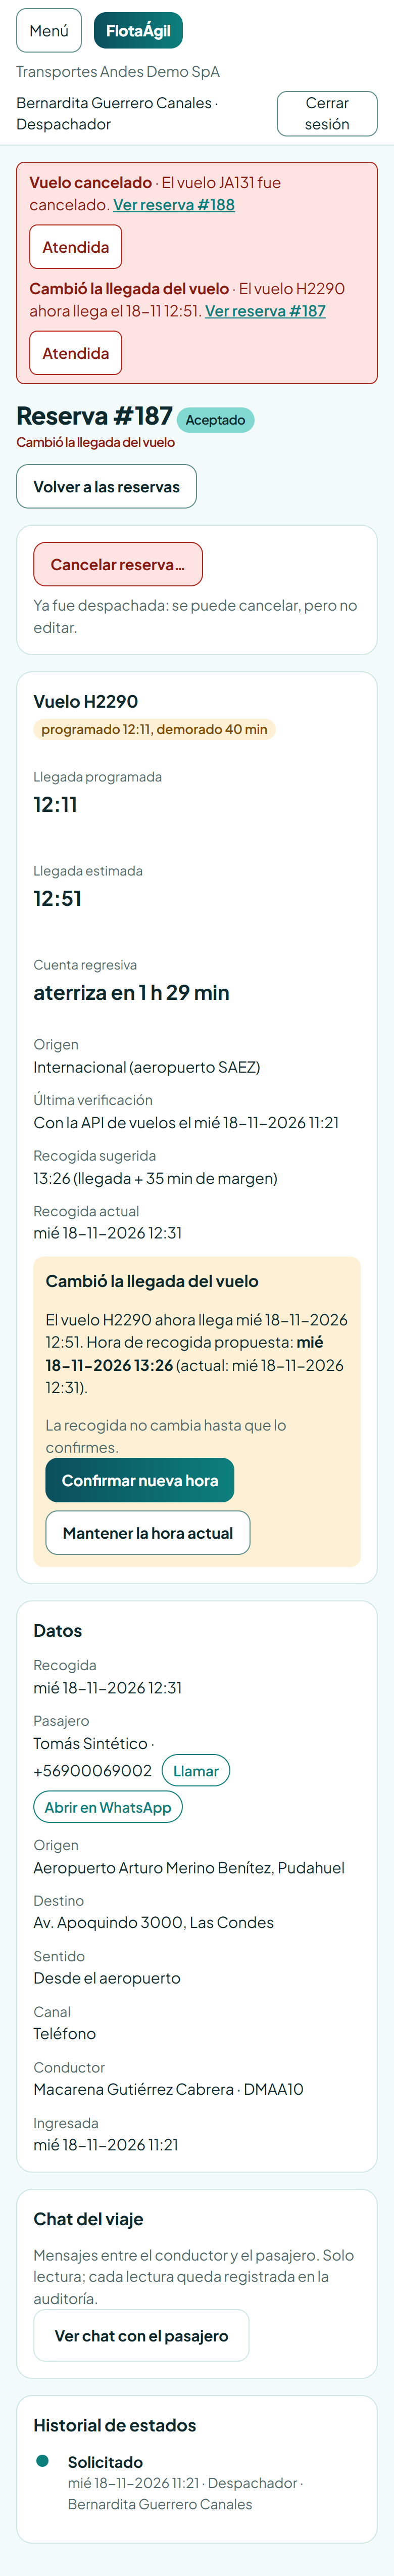 Menú
FlotaÁgil
Transportes Andes Demo SpA
Bernardita Guerrero Canales ·
Despachador
Cerrar
sesión
Vuelo cancelado · El vuelo JA131 fue
cancelado. Ver reserva #188
Atendida
Cambió la llegada del vuelo · El vuelo H2290
ahora llega el 18-11 12:51. Ver reserva #187
Atendida
Reserva #187 Aceptado
Cambió la llegada del vuelo
Volver a las reservas
Cancelar reserva…
Ya fue despachada: se puede cancelar, pero no
editar.
Vuelo H2290
programado 12:11, demorado 40 min
Llegada programada
12:11
Llegada estimada
12:51
Cuenta regresiva
aterriza en 1 h 29 min
Origen
Internacional (aeropuerto SAEZ)
Última verificación
Con la API de vuelos el mié 18-11-2026 11:21
Recogida sugerida
13:26 (llegada + 35 min de margen)
Recogida actual
mié 18-11-2026 12:31
Cambió la llegada del vuelo
El vuelo H2290 ahora llega mié 18-11-2026
12:51. Hora de recogida propuesta: mié
18-11-2026 13:26 (actual: mié 18-11-2026
12:31).
La recogida no cambia hasta que lo
confirmes.
Confirmar nueva hora
Mantener la hora actual
Datos
Recogida
mié 18-11-2026 12:31
Pasajero
Tomás Sintético ·
+56900069002 Llamar
Abrir en WhatsApp
Origen
Aeropuerto Arturo Merino Benítez, Pudahuel
Destino
Av. Apoquindo 3000, Las Condes
Sentido
Desde el aeropuerto
Canal
Teléfono
Conductor
Macarena Gutiérrez Cabrera · DMAA10
Ingresada
mié 18-11-2026 11:21
Chat del viaje
Mensajes entre el conductor y el pasajero. Solo
lectura; cada lectura queda registrada en la
auditoría.
Ver chat con el pasajero
Historial de estados
Solicitado
mié 18-11-2026 11:21 · Despachador ·
Bernardita Guerrero Canales